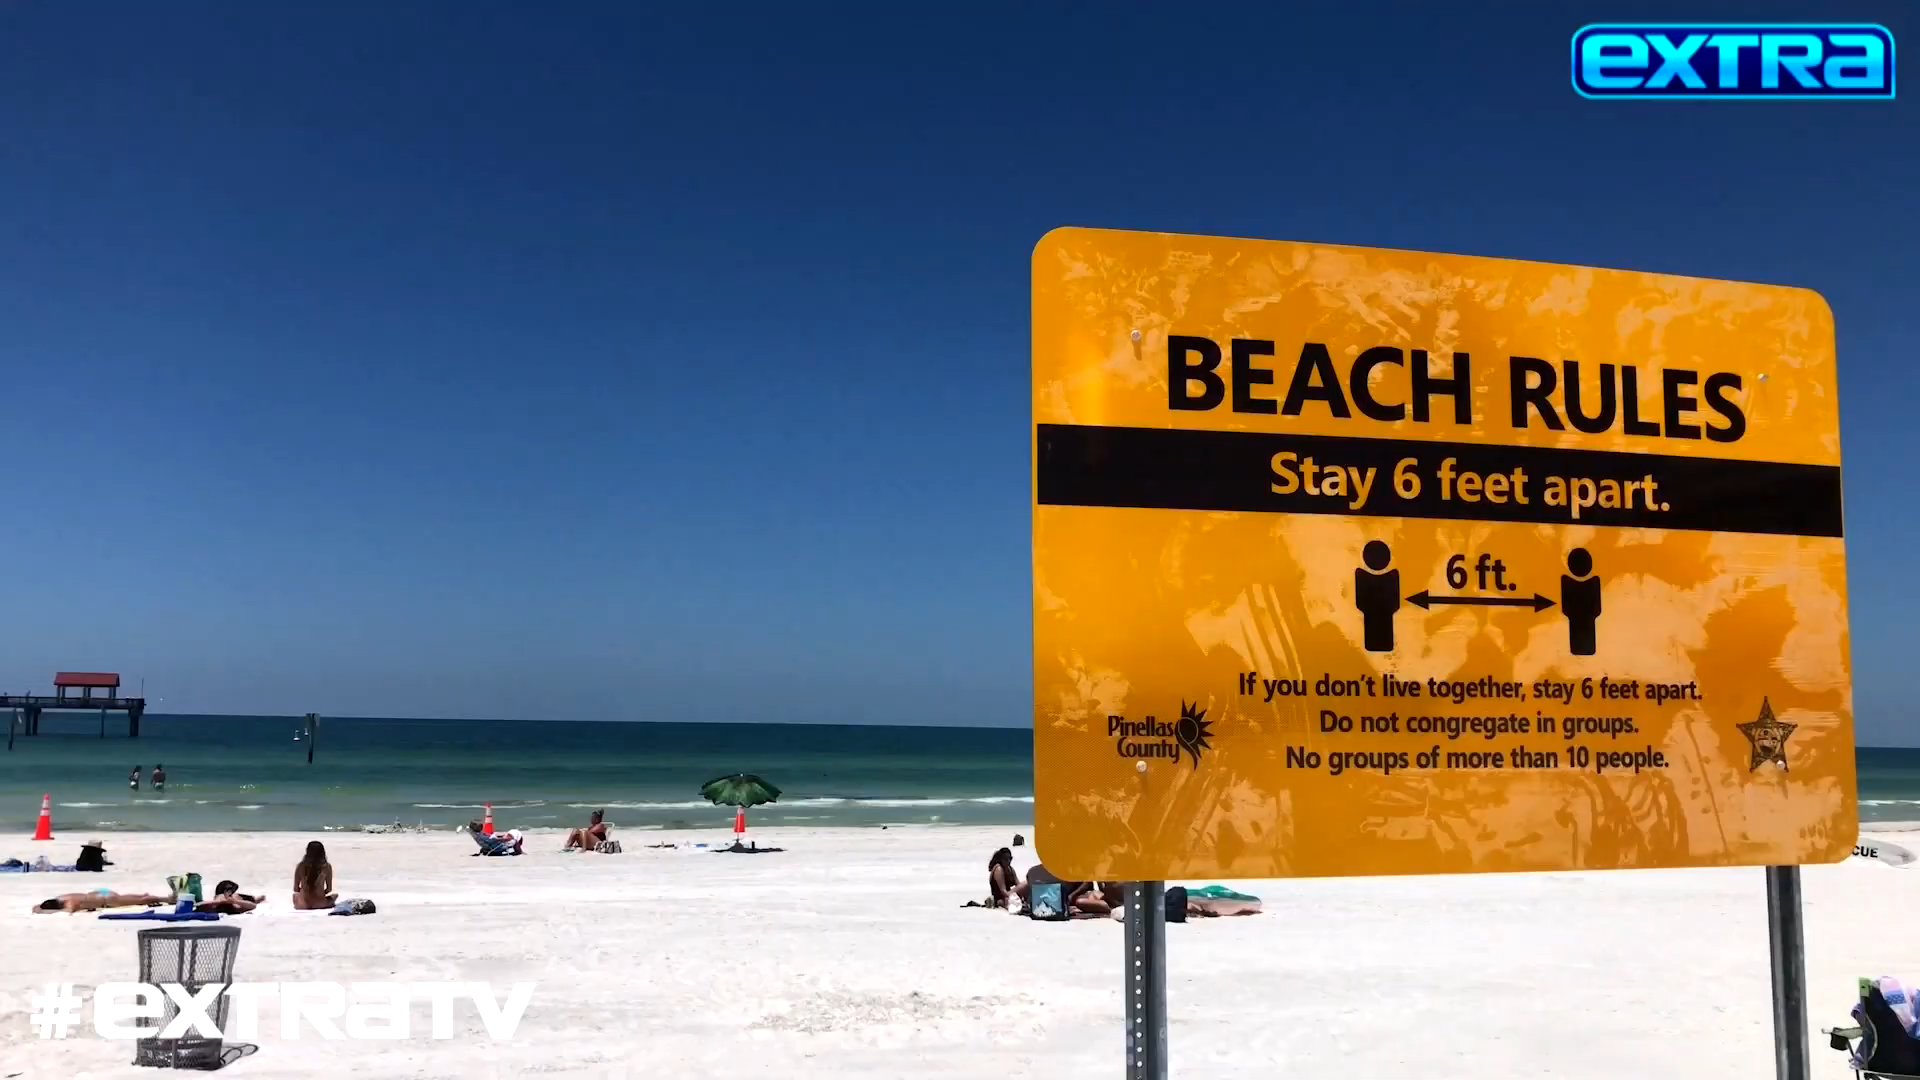 extra
BEACH RULES
Stay 6 feet apart.
6 ft.
If you don't live together, stay 6 feet apart.
Do not congregate in groups.
No groups of more than 10 people.
Pinellas
County
CUE
#extraTV